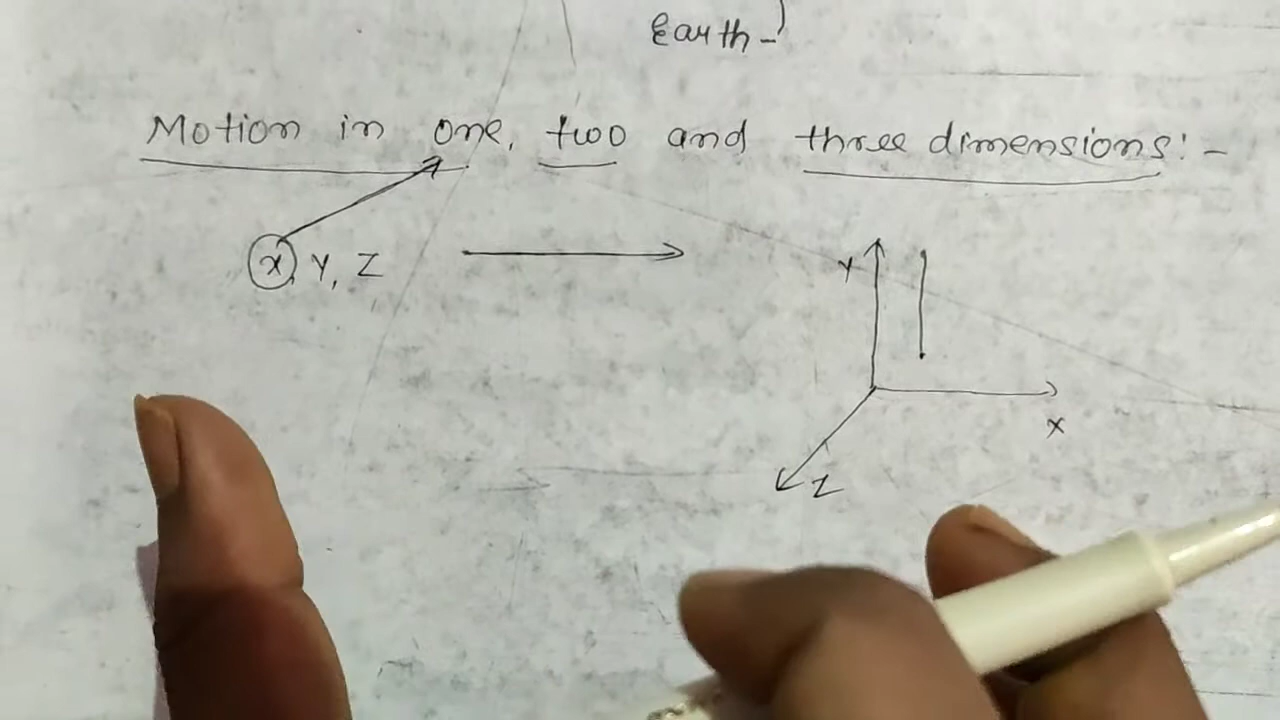 Earth -)
Motion in one, two and three dimensions: -
x, Y, Z
Y
X
Z